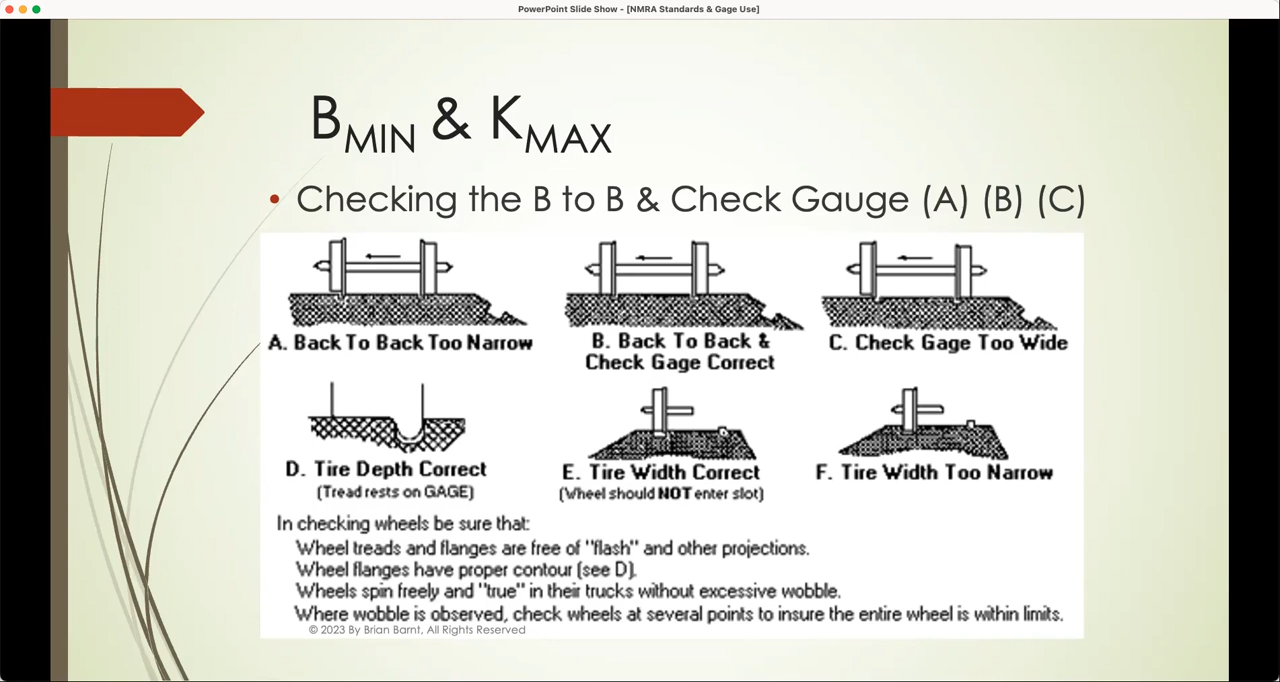 PowerPoint Slide Show - [NMRA Standards & Gage Use]
BMIN & KMAX
• Checking the B to B & Check Gauge (A) (B) (C)
A. Back To Back Too Narrow
B. Back To Back &
Check Gage Correct
C. Check Gage Too Wide
D. Tire Depth Correct
(Tread rests on GAGE)
E. Tire Width Correct
(Wheel should NOT enter slot)
F. Tire Width Too Narrow
In checking wheels be sure that:
Wheel treads and flanges are free of "flash" and other projections.
Wheel flanges have proper contour (see D).
Wheels spin freely and "true" in their trucks without excessive wobble.
Where wobble is observed, check wheels at several points to insure the entire wheel is within limits.
© 2023 By Brian Barnt, All Rights Reserved